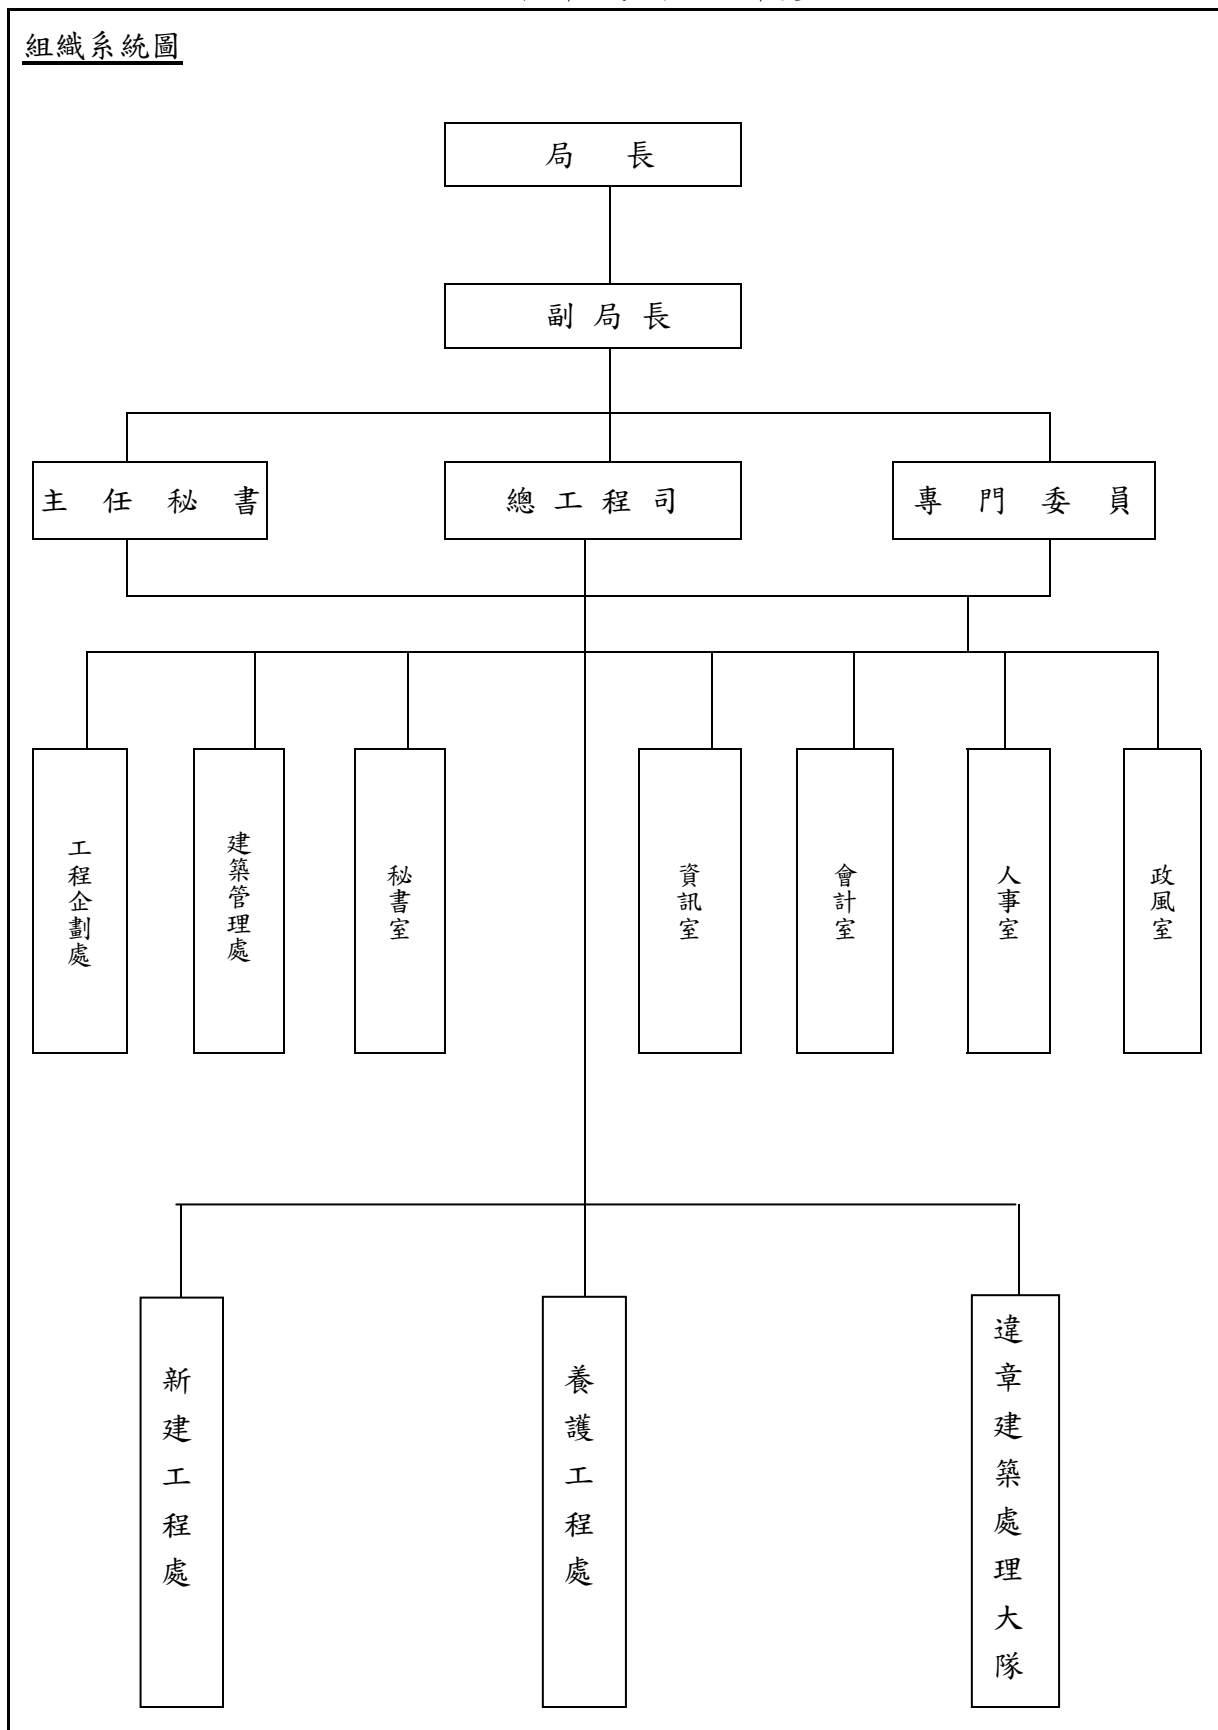 組織系統圖
局 長
副局長
主任秘書
總工程司
專門委員
工程企劃處
建築管理處
秘書室
資訊室
會計室
人事室
政風室
新建工程處
養護工程處
違章建築處理大隊